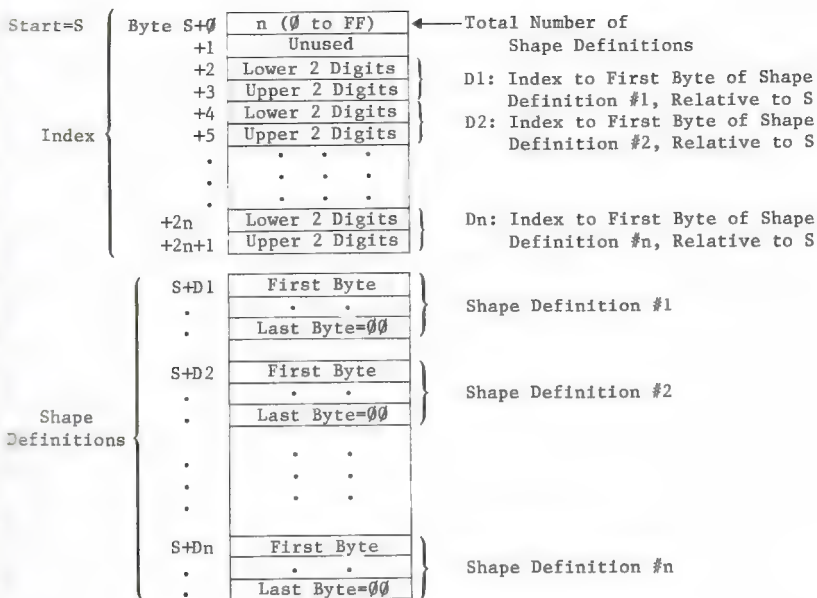 Start=S Byte S+Ø n (Ø to FF) Total Number of
+1 Unused Shape Definitions
+2 Lower 2 Digits D1: Index to First Byte of Shape
+3 Upper 2 Digits Definition #1, Relative to S
+4 Lower 2 Digits D2: Index to First Byte of Shape
Index +5 Upper 2 Digits Definition #2, Relative to S
. . . .
. . . .
. . . .
+2n Lower 2 Digits Dn: Index to First Byte of Shape
+2n+1 Upper 2 Digits Definition #n, Relative to S
S+D1 First Byte
. . . Shape Definition #1
. Last Byte=ØØ
S+D2 First Byte
. . . Shape Definition #2
Shape . Last Byte=ØØ
Definitions
. . .
. . .
. . .
S+Dn First Byte
. . . Shape Definition #n
. Last Byte=ØØ